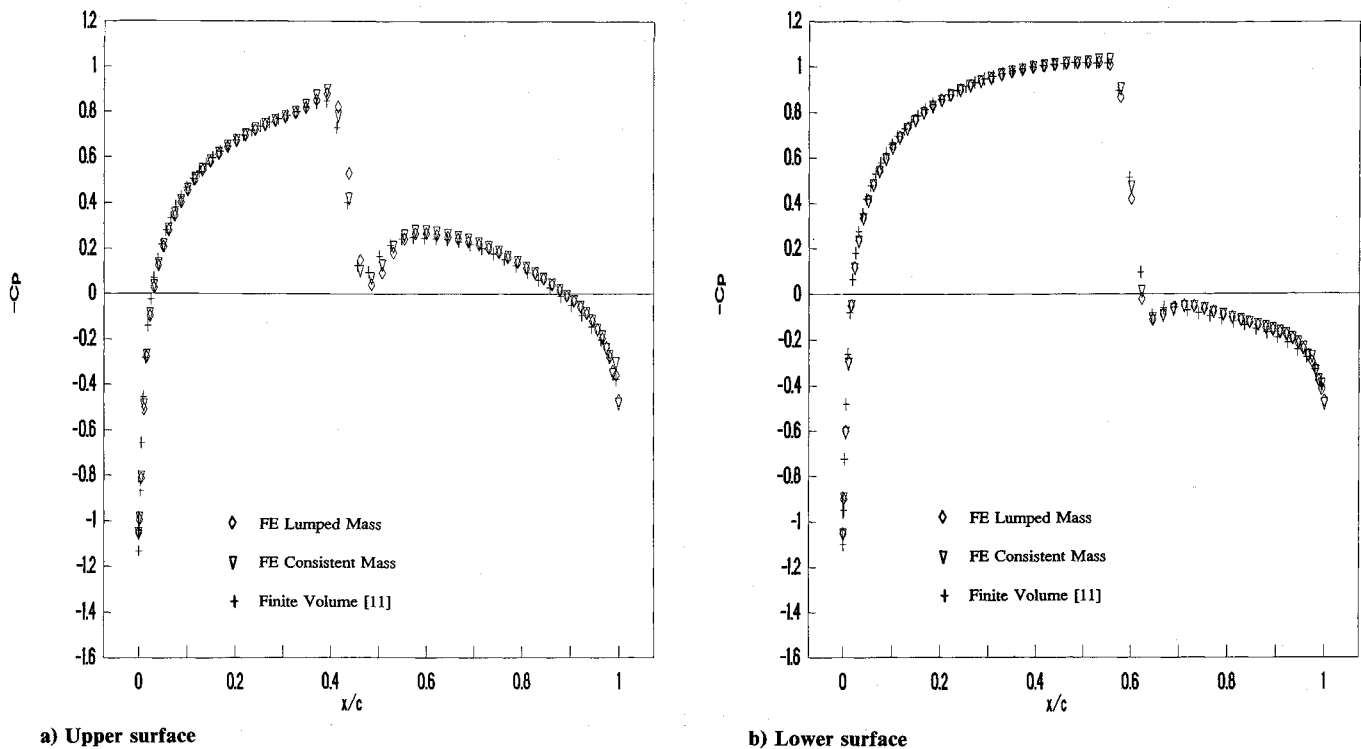 1.2
1
0.8
0.6
0.4
0.2
0
-0.2
-0.4
-0.6
-0.8
-1
-1.2
-1.4
-1.6
-Cp
FE Lumped Mass
FE Consistent Mass
Finite Volume [11]
0 0.2 0.4 0.6 0.8 1
x/c
a) Upper surface
1.2
1
0.8
0.6
0.4
0.2
0
-0.2
-0.4
-0.6
-0.8
-1
-1.2
-1.4
-1.6
-Cp
FE Lumped Mass
FE Consistent Mass
Finite Volume [11]
0 0.2 0.4 0.6 0.8 1
x/c
b) Lower surface